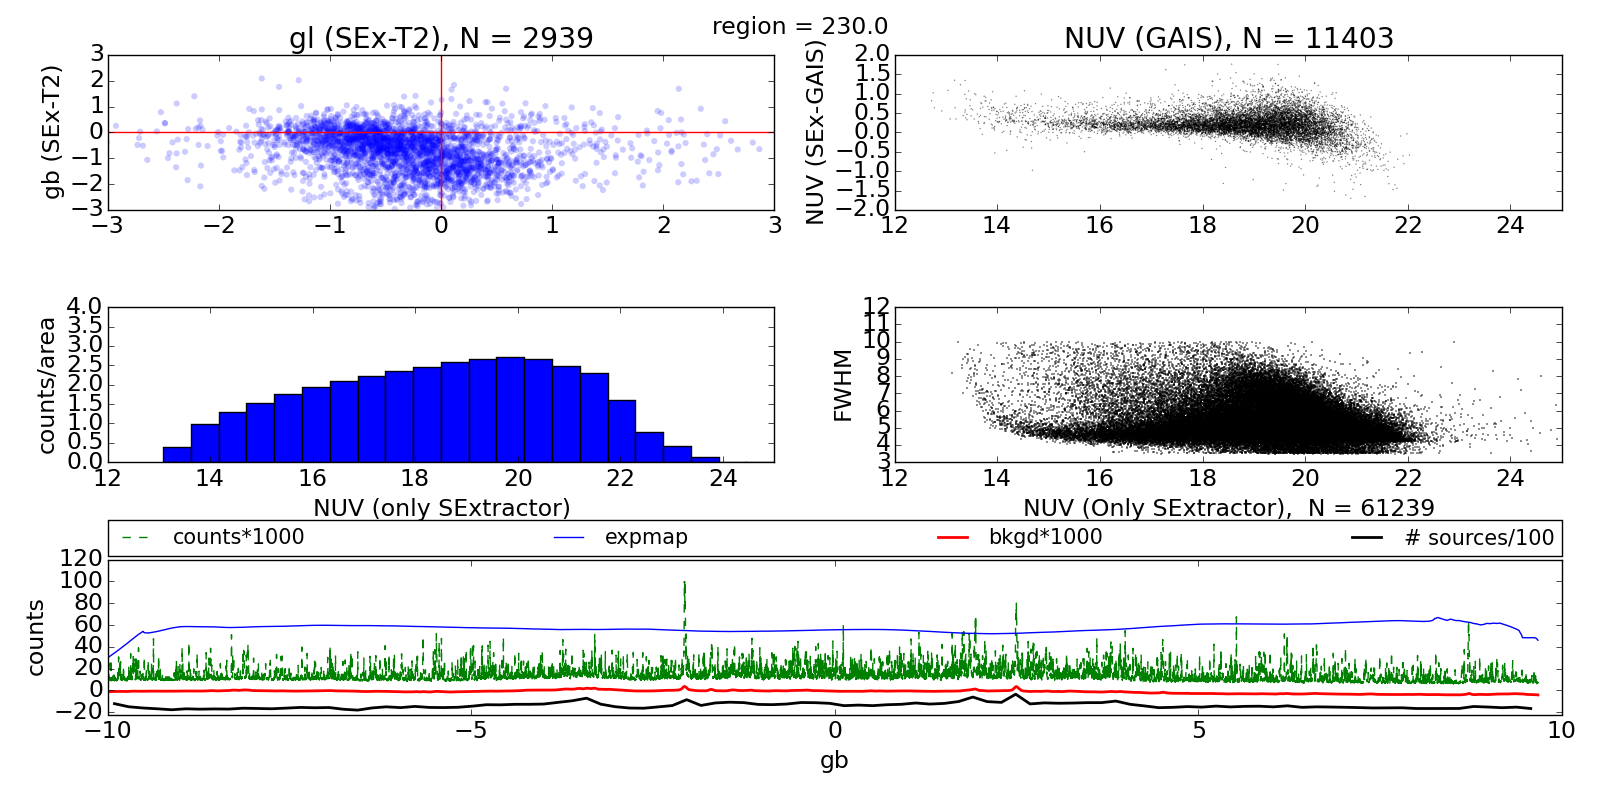 region = 230.0
gl (SEx-T2), N = 2939
gb (SEx-T2)
3
2
1
0
−1
−2
−3
−3 −2 −1 0 1 2 3
NUV (GAIS), N = 11403
NUV (SEx-GAIS)
2.0
1.5
1.0
0.5
0.0
−0.5
−1.0
−1.5
−2.0
12 14 16 18 20 22 24
counts/area
4.0
3.5
3.0
2.5
2.0
1.5
1.0
0.5
0.0
12 14 16 18 20 22 24
NUV (only SExtractor)
FWHM
12
11
10
9
8
7
6
5
4
3
12 14 16 18 20 22 24
NUV (Only SExtractor), N = 61239
counts*1000 expmap bkgd*1000 # sources/100
counts
120
100
80
60
40
20
0
−20
−10 −5 0 5 10
gb